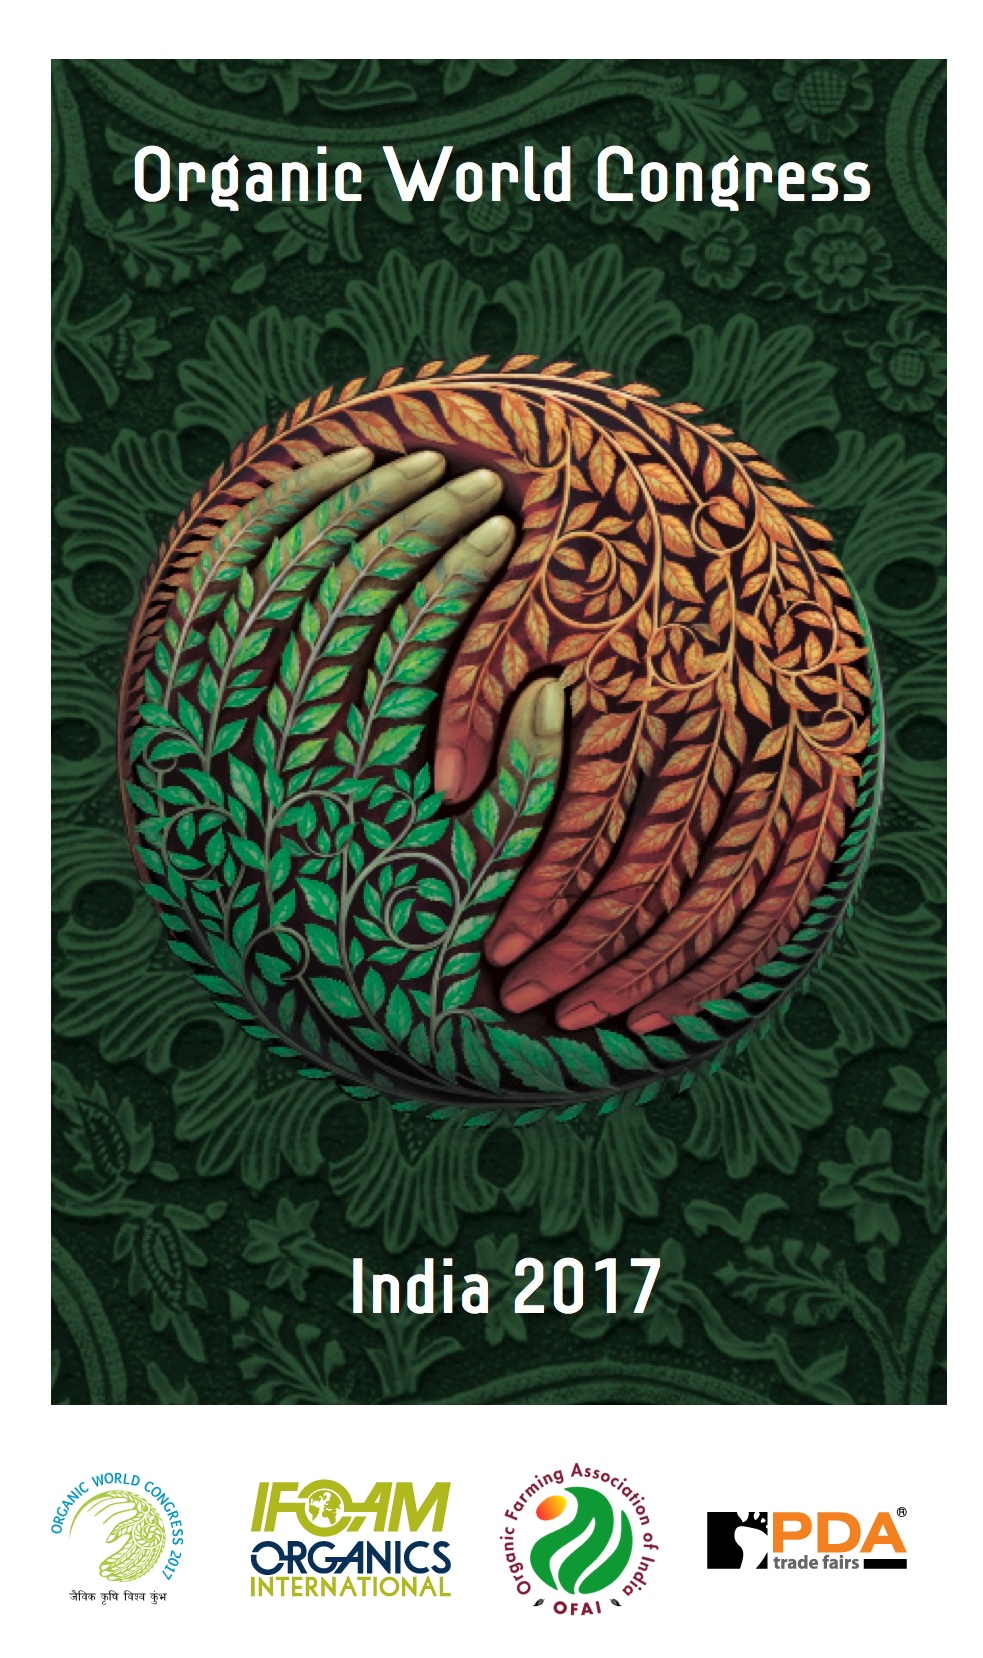 Organic World Congress
India 2017
ORGANIC WORLD CONGRESS 2017
जैविक कृषि विश्व कुंभ
IFOAM
ORGANICS
INTERNATIONAL
Organic Farming Association of India
OFAI
PDA®
trade fairs